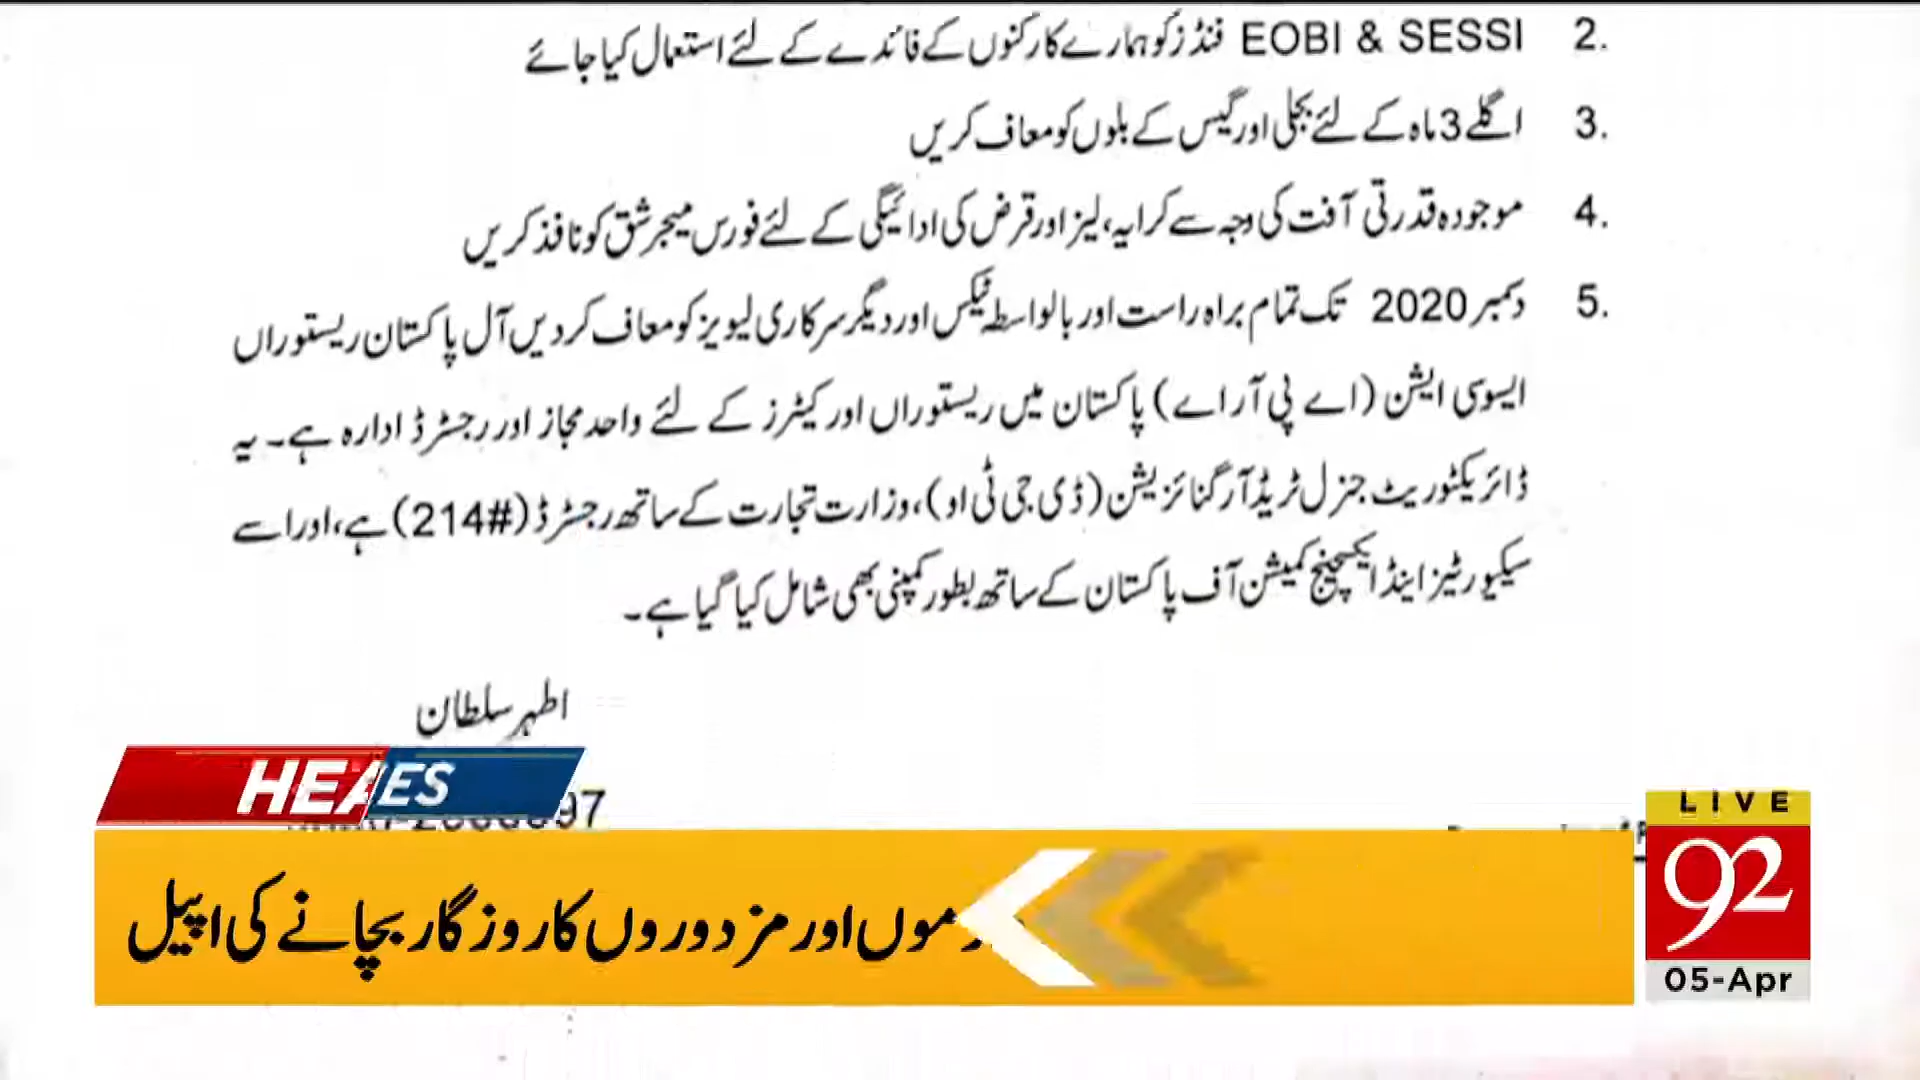 2. EOBI & SESSI فنڈز کو ہمارے کارکنوں کے فائدے کے لئے استعمال کیا جائے
3. اگلے 3 ماہ کے لئے بجلی اور گیس کے بلوں کو معاف کریں
4. موجودہ قدرتی آفت کی وجہ سے کرایہ، لیز اور قرض کی ادائیگی کے لئے فورس میجر شق کو نافذ کریں
5. دسمبر 2020 تک تمام براہ راست اور بالواسطہ ٹیکس اور دیگر سرکاری لیویز کو معاف کر دیں آل پاکستان ریستوراں
ایسوسی ایشن (اے پی آر اے) پاکستان میں ریستوراں اور کیٹرز کے لئے واحد مجاز اور رجسٹرڈ ادارہ ہے۔ یہ
ڈائریکٹوریٹ جنرل ٹریڈ آرگنائزیشن (ڈی جی ٹی او)، وزارت تجارت کے ساتھ رجسٹرڈ (#214) ہے، اور اسے
سیکیورٹیز اینڈ ایکسچینج کمیشن آف پاکستان کے ساتھ بطور کمپنی بھی شامل کیا گیا ہے۔
اطہر سلطان
97
HEA ES
موں اور مزدوروں کا روزگار بچانے کی اپیل
LIVE
92
05-Apr